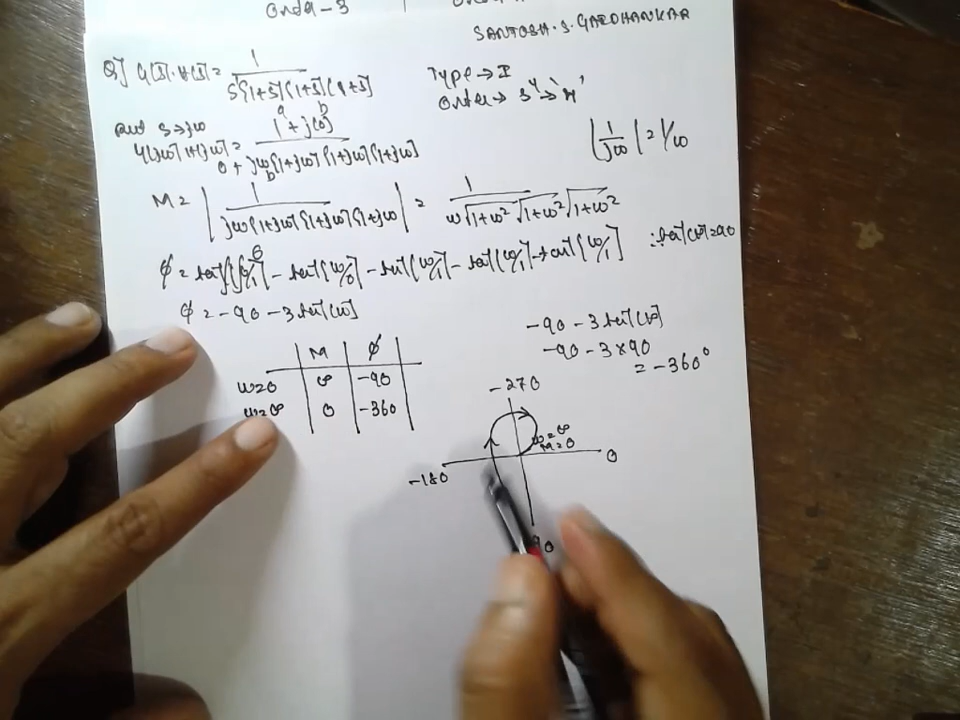 Order - 3
SANTOSH.S.GARDHANKAR
Q] G(s).H(s) = 1 / S(1+s)(1+s)(1+s)
Type → I
Order → s⁴ → 4
put s → jω
G(jω) H(jω) = 1 + j(0) / 0 + jω(1+jω)(1+jω)(1+jω)
a b
b
|1/jω| = 1/ω
M = |1 / jω(1+jω)(1+jω)(1+jω)| = 1 / ω√1+ω² √1+ω² √1+ω²
ϕ = tan⁻¹(0/1) - tan⁻¹(ω/0) - tan⁻¹(ω/1) - tan⁻¹(ω/1) - tan⁻¹(ω/1)
ϕ = -90 - 3 tan⁻¹(ω)
-90 - 3 tan⁻¹(∞)
-90 - 3×90
= -360°
M ϕ
ω=0 ∞ -90
ω=∞ 0 -360
-270
ω=∞
M=0
0
-180
90